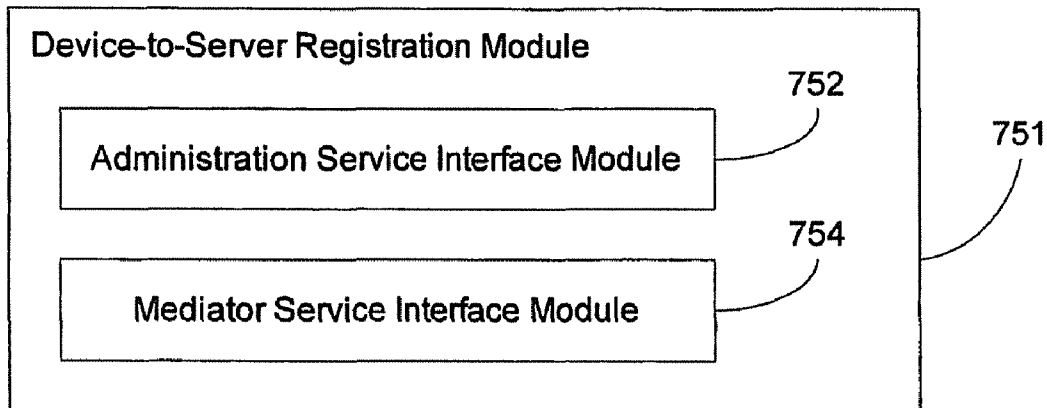 Device-to-Server Registration Module
752
Administration Service Interface Module
751
754
Mediator Service Interface Module